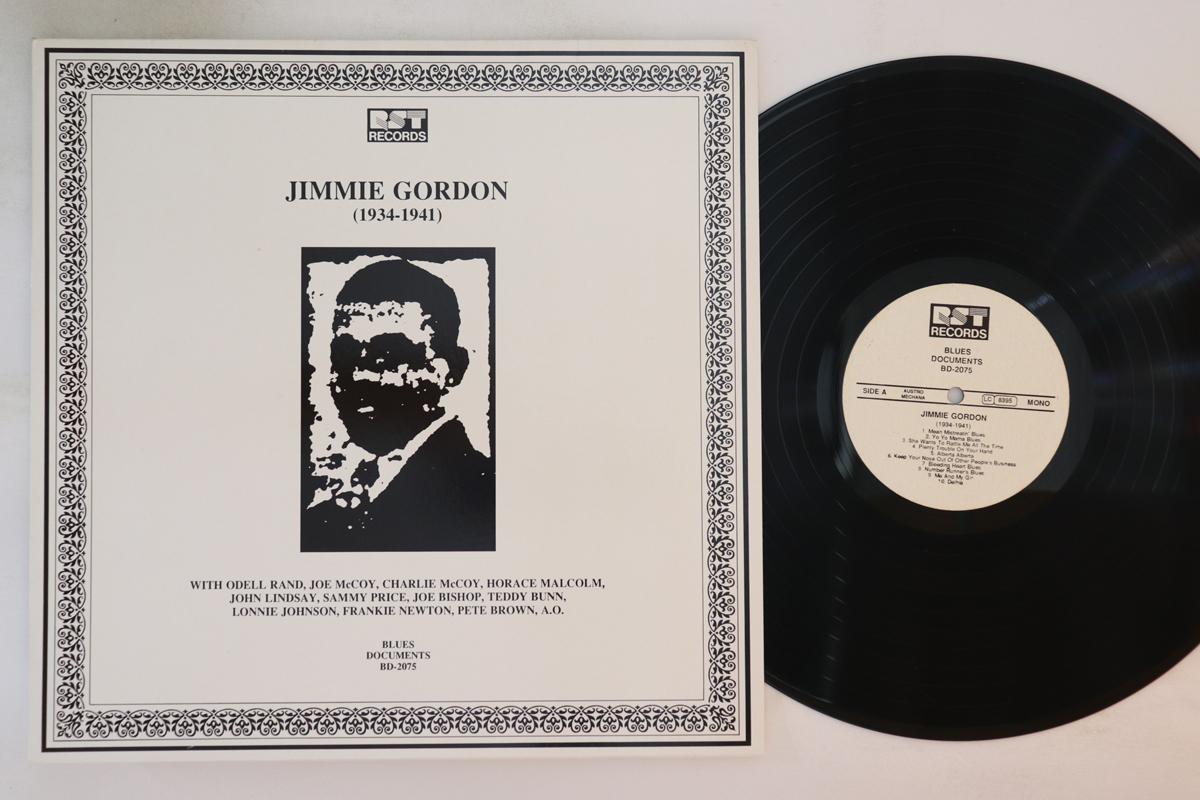 RST
RECORDS
JIMMIE GORDON
(1934-1941)
WITH ODELL RAND, JOE McCOY, CHARLIE McCOY, HORACE MALCOLM,
JOHN LINDSAY, SAMMY PRICE, JOE BISHOP, TEDDY BUNN,
LONNIE JOHNSON, FRANKIE NEWTON, PETE BROWN, A.O.
BLUES
DOCUMENTS
BD-2075
RST
RECORDS
BLUES
DOCUMENTS
BD-2075
SIDE A AUSTRO MECHANA LC 8395 MONO
JIMMIE GORDON
(1934-1941)
1. Mean Mistreatin' Blues
2. Yo Yo Mama Blues
3. She Wants To Rattle Me All The Time
4. Plenty Trouble On Your Hand
5. Alberta Alberta
6. Keep Your Nose Out Of Other People's Business
7. Bleeding Heart Blues
8. Number Runner's Blues
9. Me And My Gin
10. Delhia